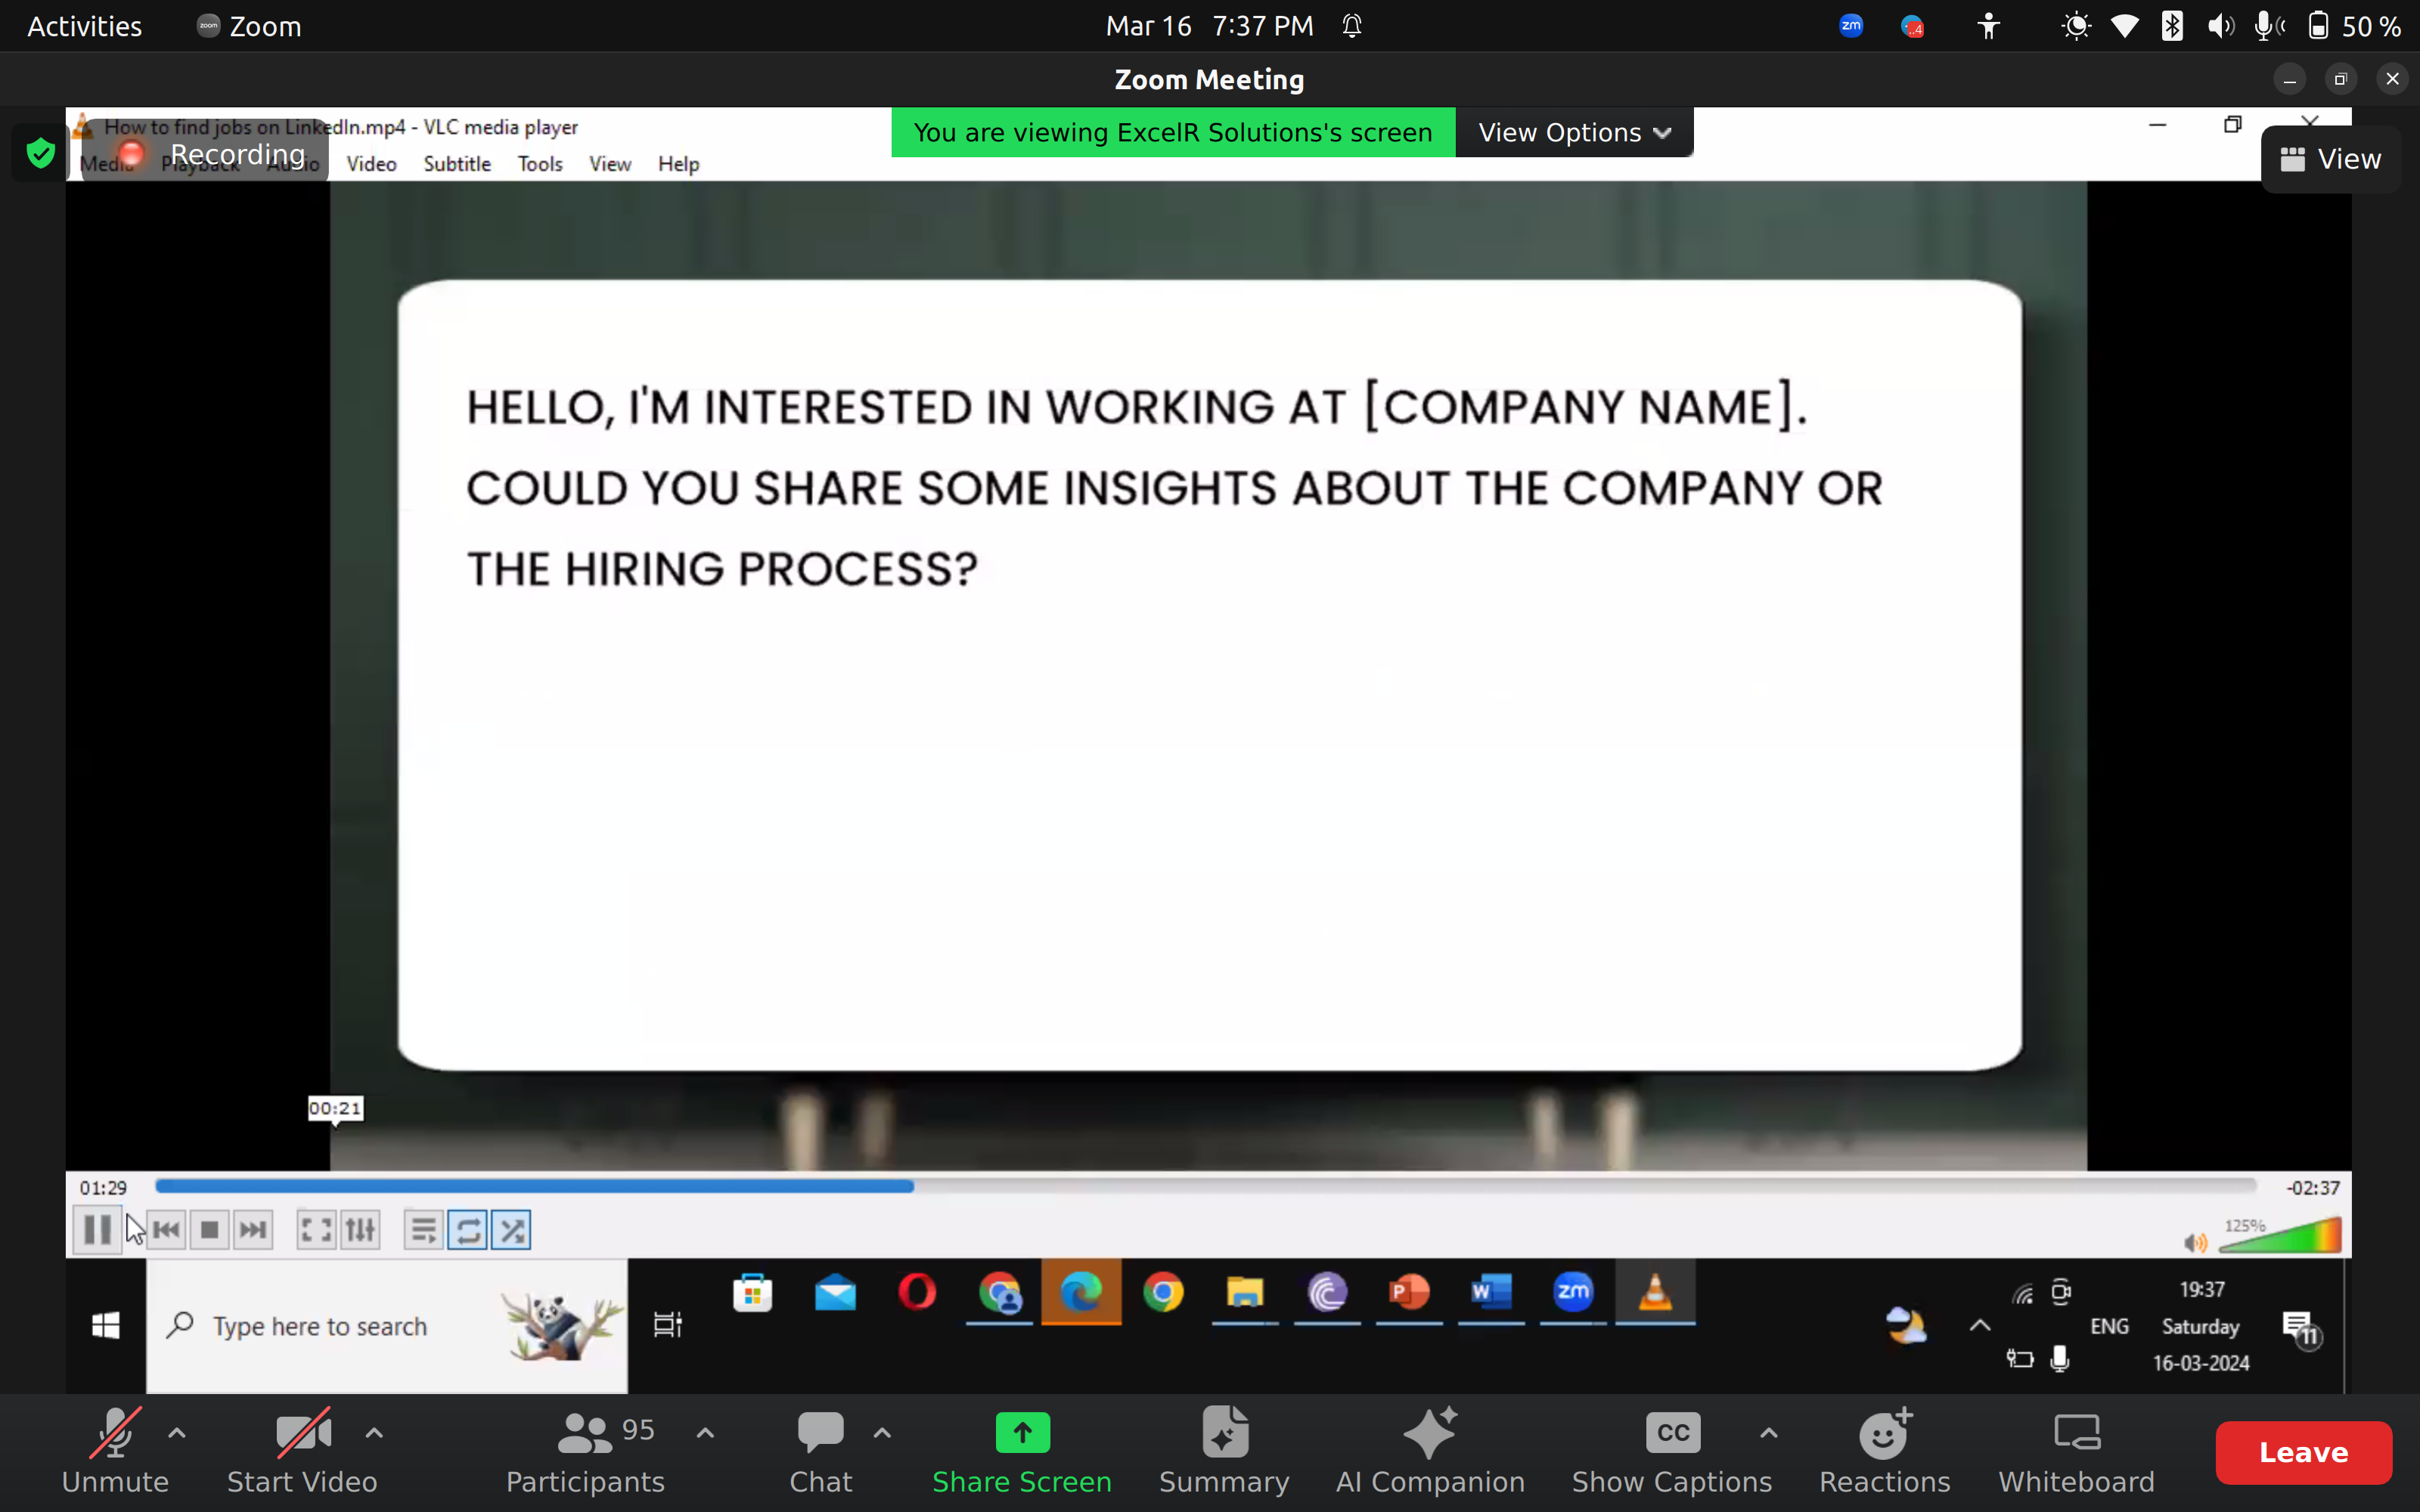 Activities
zoom
Zoom
Mar 16 7:37 PM
zm
..4
50 %
Zoom Meeting
How to find jobs on LinkedIn.mp4 - VLC media player
You are viewing ExcelR Solutions's screen
View Options
Recording
Media Playback Audio Video Subtitle Tools View Help
View
HELLO, I'M INTERESTED IN WORKING AT [COMPANY NAME].
COULD YOU SHARE SOME INSIGHTS ABOUT THE COMPANY OR
THE HIRING PROCESS?
00:21
01:29
-02:37
125%
Type here to search
P
W
zm
ENG
19:37
Saturday
16-03-2024
11
95
CC
Unmute
Start Video
Participants
Chat
Share Screen
Summary
AI Companion
Show Captions
Reactions
Whiteboard
Leave